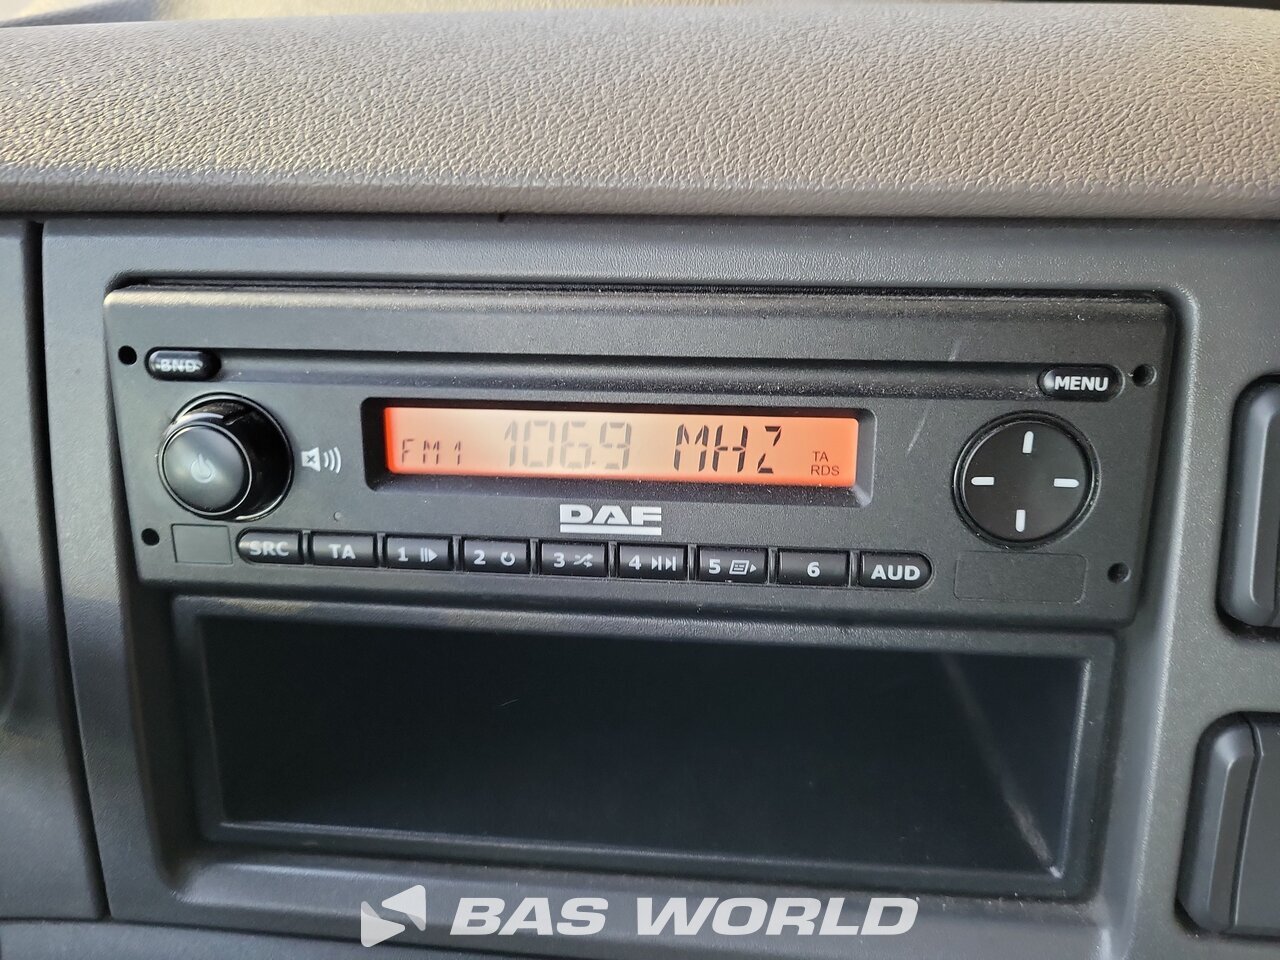 BND
MENU
FM1 106.9 MHZ TA
RDS
DAF
SRC TA 1 2 3 4 5 6 AUD
BAS WORLD